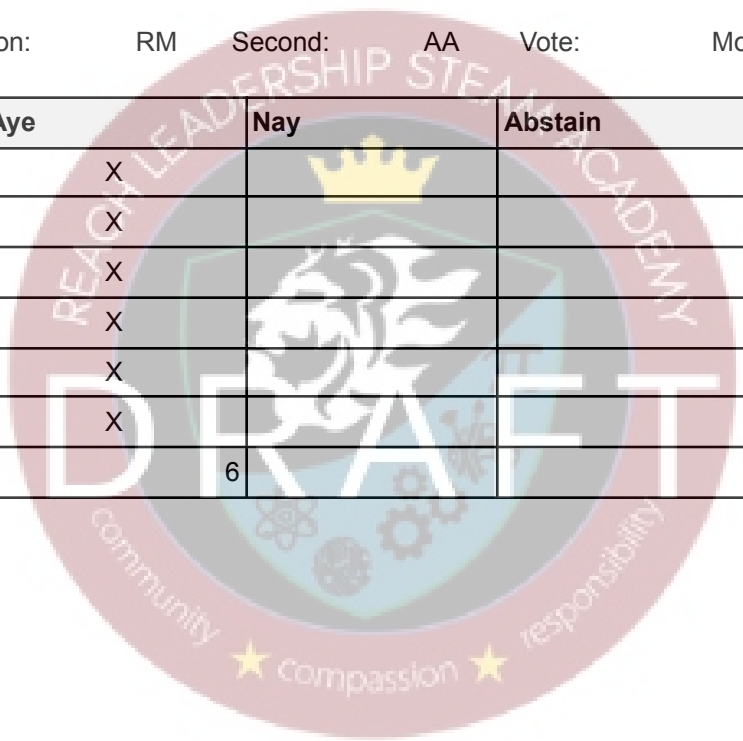 on: RM Second: AA Vote: Mo
Aye Nay Abstain
X
X
X
X
X
X
6
REACH LEADERSHIP STEAM ACADEMY
DRAFT
community ★ compassion ★ responsibility